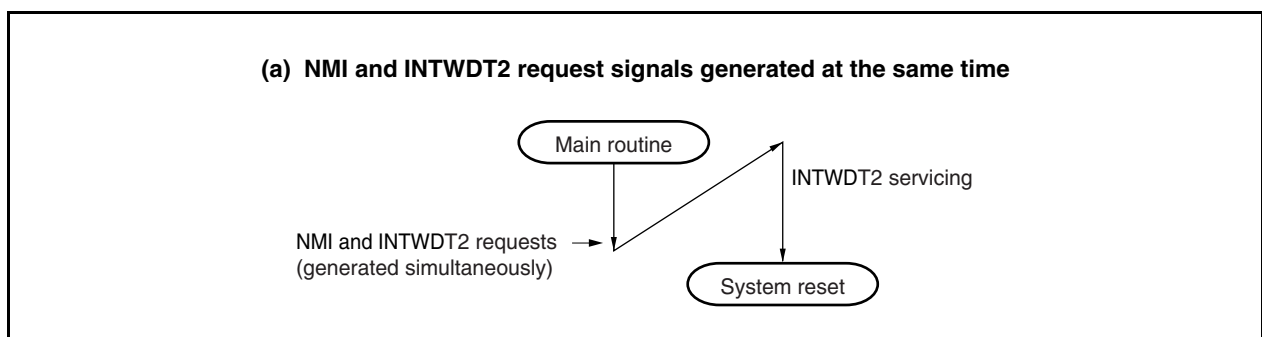 (a) NMI and INTWDT2 request signals generated at the same time
Main routine
INTWDT2 servicing
NMI and INTWDT2 requests
(generated simultaneously)
System reset